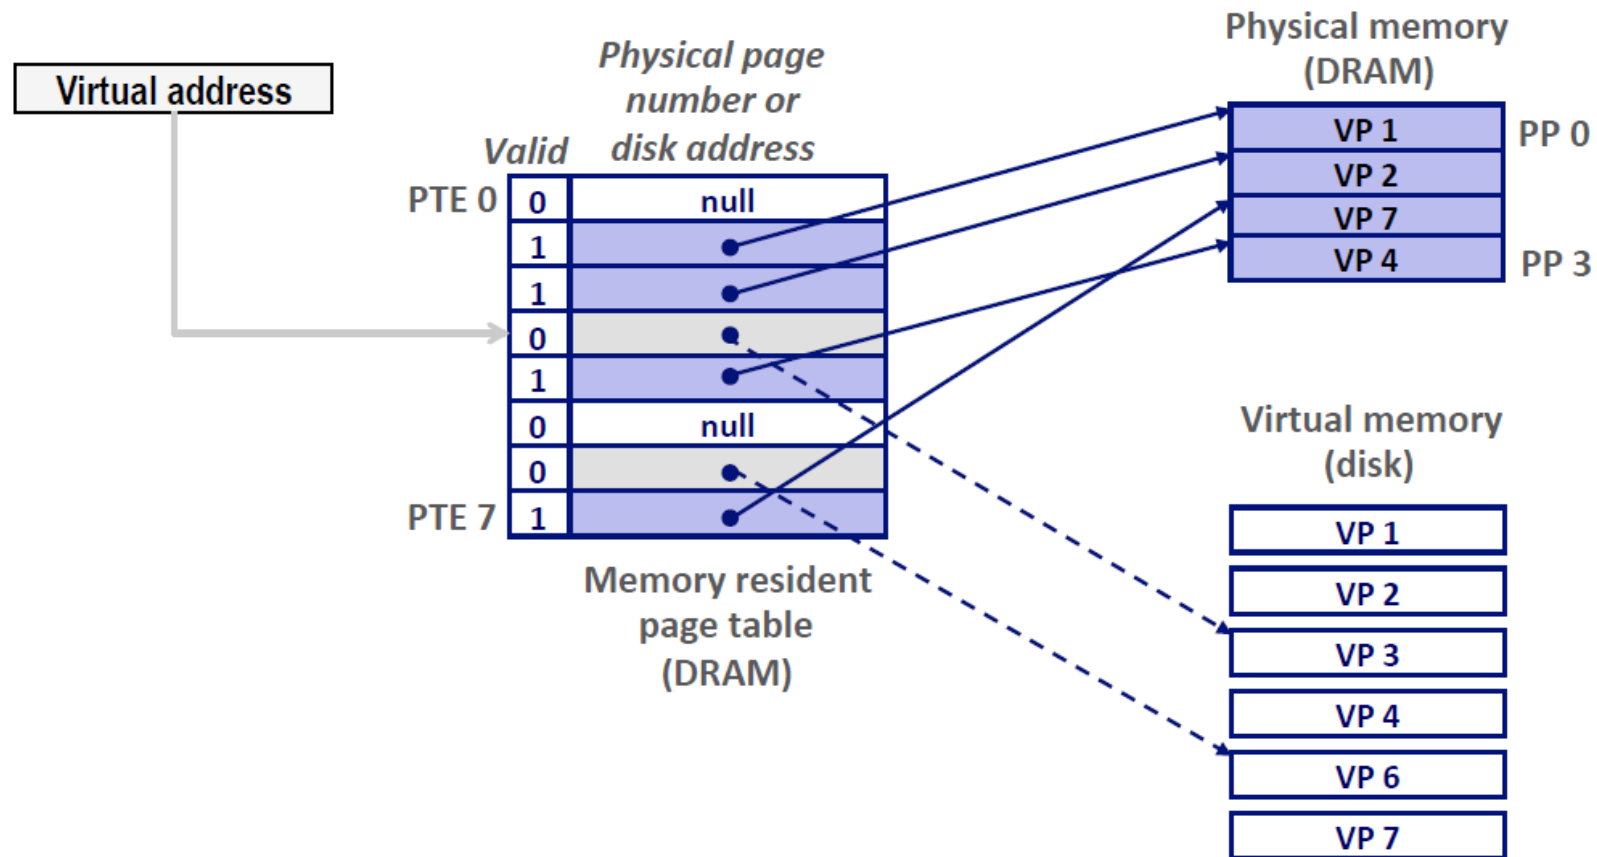 Virtual address
Physical page
number or
disk address
Valid
PTE 0
0 null
1
1
0
1
0 null
0
PTE 7 1
Memory resident
page table
(DRAM)
Physical memory
(DRAM)
VP 1 PP 0
VP 2
VP 7
VP 4 PP 3
Virtual memory
(disk)
VP 1
VP 2
VP 3
VP 4
VP 6
VP 7